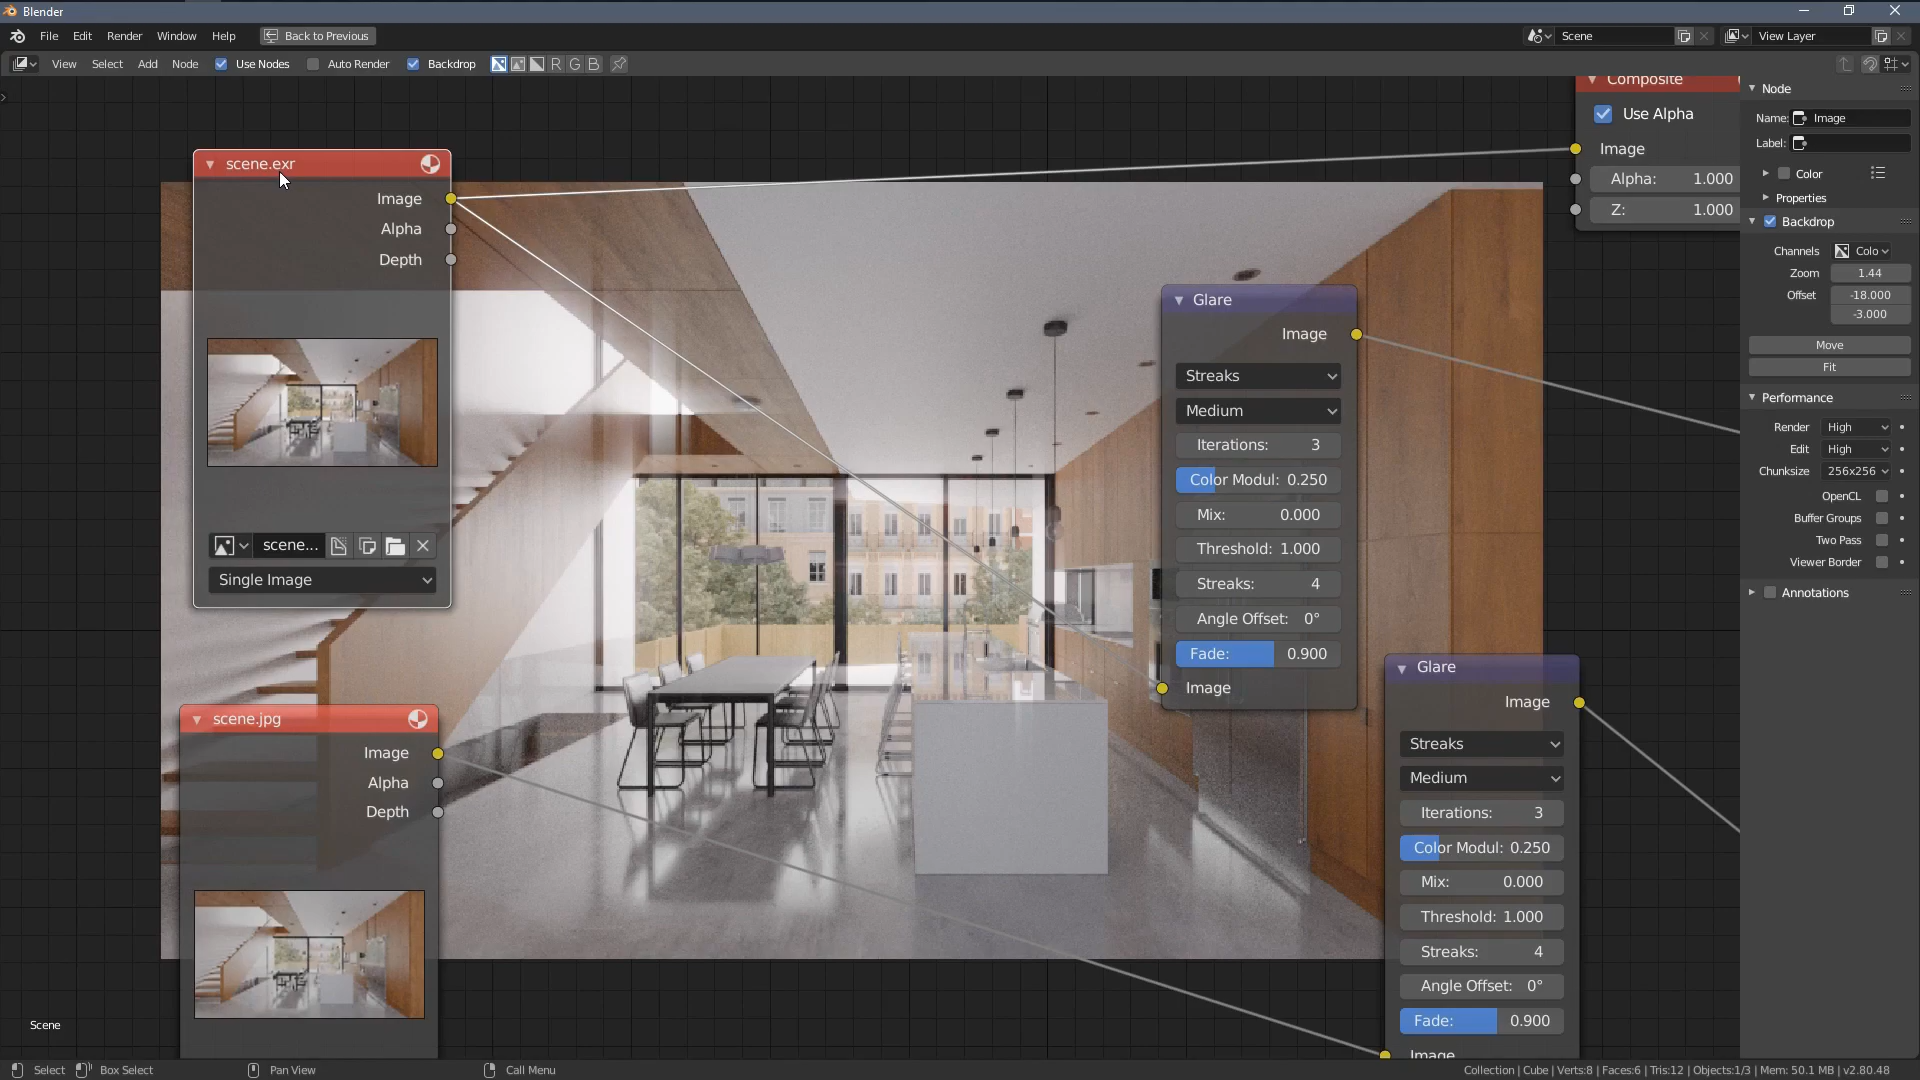 Blender
File Edit Render Window Help Back to Previous Scene View Layer
View Select Add Node Use Nodes Auto Render Backdrop R G B
scene.exr
Image
Alpha
Depth
scene...
Single Image
scene.jpg
Image
Alpha
Depth
Glare
Image
Streaks
Medium
Iterations: 3
Color Modul: 0.250
Mix: 0.000
Threshold: 1.000
Streaks: 4
Angle Offset: 0°
Fade: 0.900
Image
Glare
Image
Streaks
Medium
Iterations: 3
Color Modul: 0.250
Mix: 0.000
Threshold: 1.000
Streaks: 4
Angle Offset: 0°
Fade: 0.900
Image
Composite
Use Alpha
Image
Alpha: 1.000
Z: 1.000
Node
Name: Image
Label:
Color
Properties
Backdrop
Channels Colo
Zoom 1.44
Offset -18.000
-3.000
Move
Fit
Performance
Render High
Edit High
Chunksize 256x256
OpenCL
Buffer Groups
Two Pass
Viewer Border
Annotations
Scene
Select Box Select Pan View Call Menu Collection | Cube | Verts:8 | Faces:6 | Tris:12 | Objects:1/3 | Mem: 50.1 MB | v2.80.48